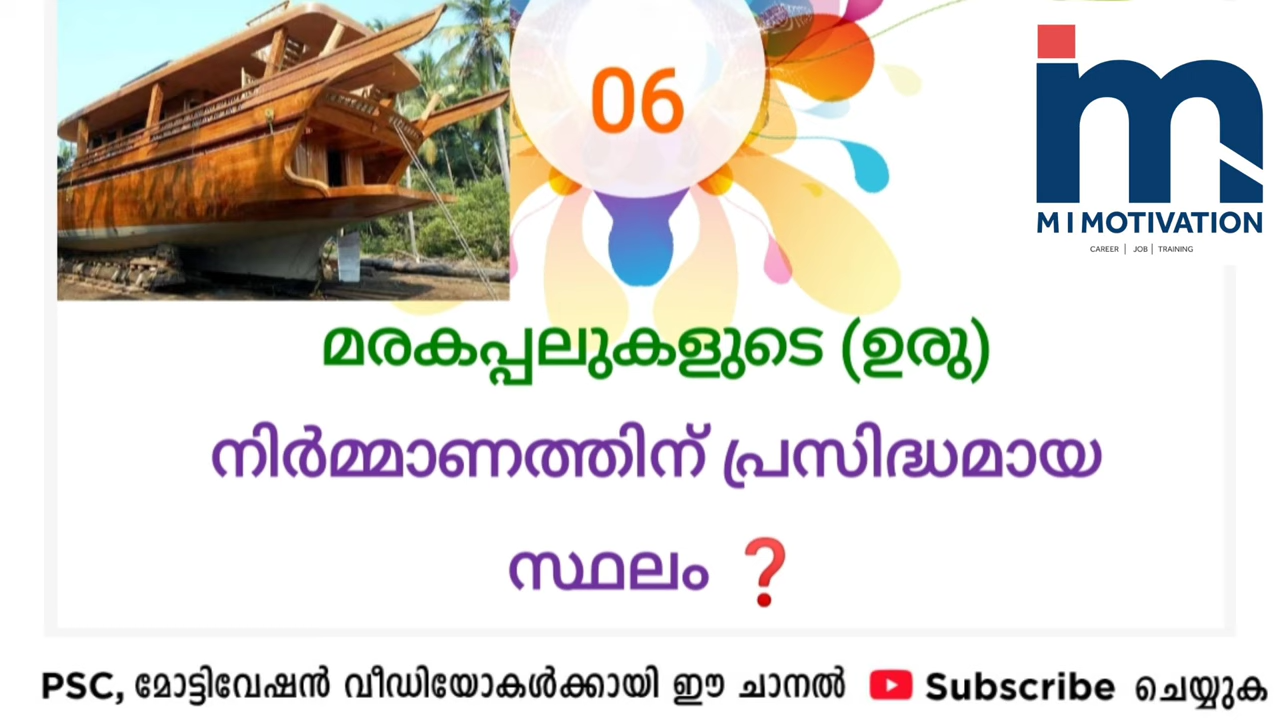 06
M I MOTIVATION
CAREER | JOB | TRAINING
മരകപ്പലുകളുടെ (ഉരു)
നിർമ്മാണത്തിന് പ്രസിദ്ധമായ
സ്ഥലം ❓
PSC, മോട്ടിവേഷൻ വീഡിയോകൾക്കായി ഈ ചാനൽ Subscribe ചെയ്യുക